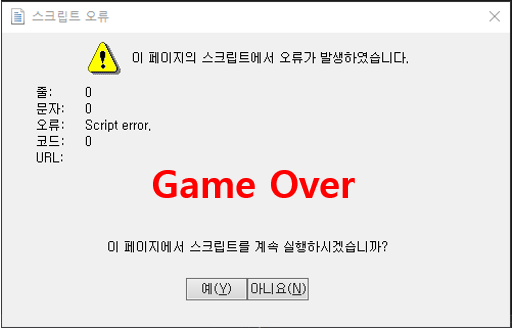 스크립트 오류
이 페이지의 스크립트에서 오류가 발생하였습니다.
줄: 0
문자: 0
오류: Script error.
코드: 0
URL:
Game Over
이 페이지에서 스크립트를 계속 실행하시겠습니까?
예(Y) 아니요(N)